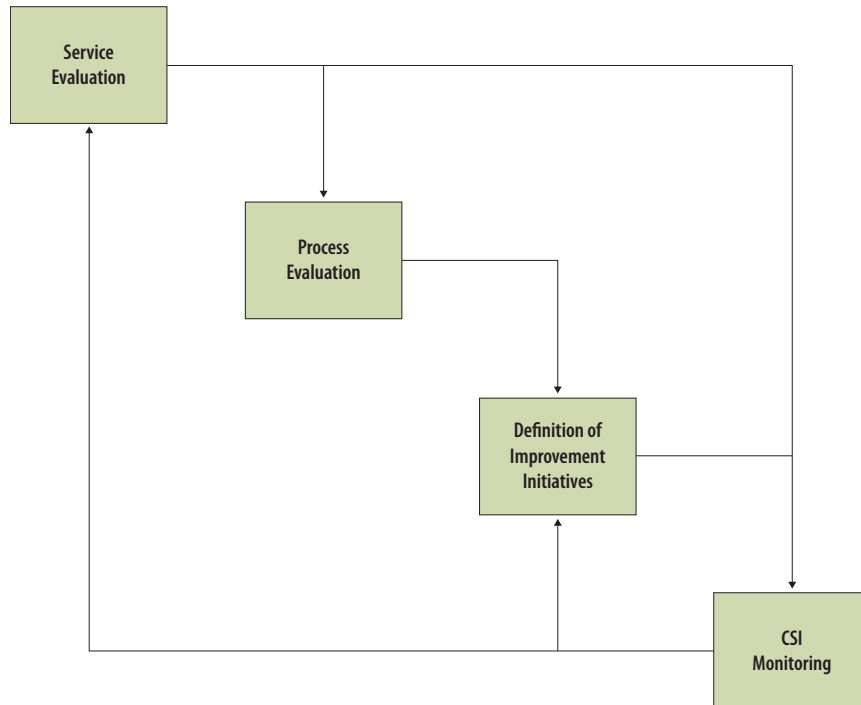 Service
Evaluation
Process
Evaluation
Definition of
Improvement
Initiatives
CSI
Monitoring